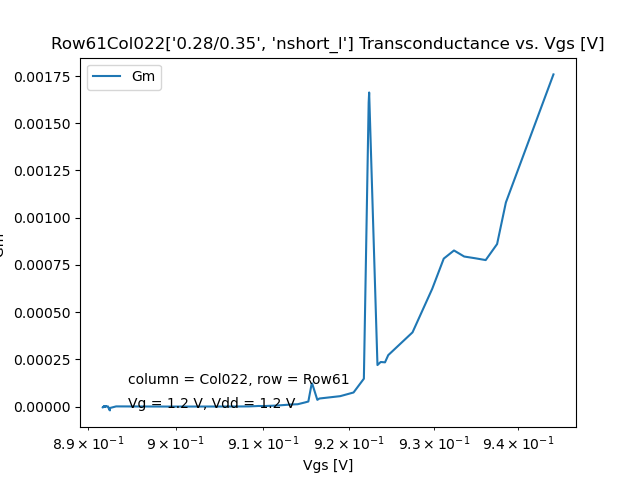 Row61Col022['0.28/0.35', 'nshort_l'] Transconductance vs. Vgs [V]
Gm
0.00175
0.00150
0.00125
0.00100
0.00075
0.00050
0.00025
0.00000
column = Col022, row = Row61
Vg = 1.2 V, Vdd = 1.2 V
8.9 × 10⁻¹ 9 × 10⁻¹ 9.1 × 10⁻¹ 9.2 × 10⁻¹ 9.3 × 10⁻¹ 9.4 × 10⁻¹
Vgs [V]